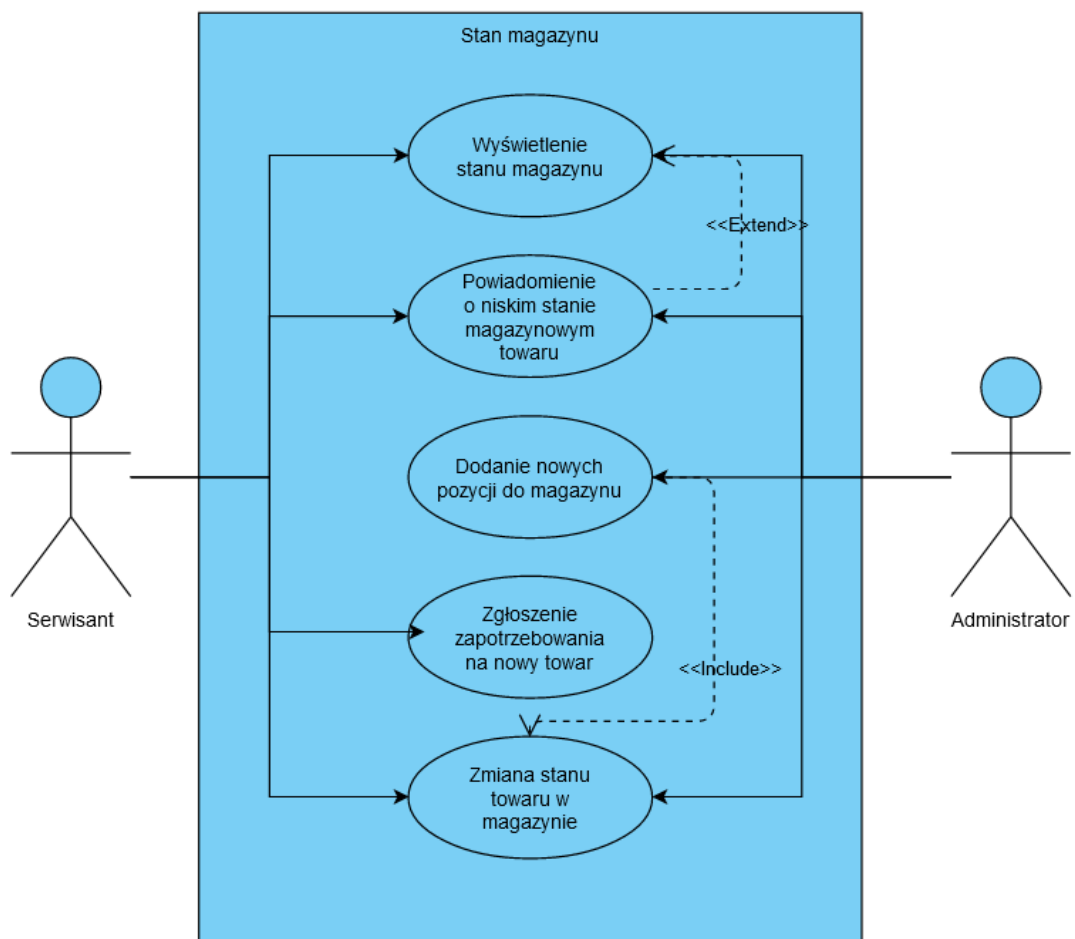 Stan magazynu
Wyświetlenie
stanu magazynu
<<Extend>>
Powiadomienie
o niskim stanie
magazynowym
towaru
Dodanie nowych
pozycji do magazynu
Zgłoszenie
zapotrzebowania
na nowy towar
<<Include>>
Zmiana stanu
towaru w
magazynie
Serwisant
Administrator